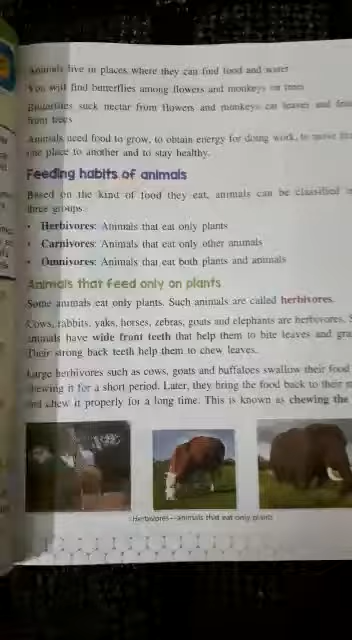 Animals live in places where they can find food and water
You will find butterflies among flowers and monkeys on trees
Butterflies suck nectar from flowers and monkeys eat leaves and
from trees
Animals need food to grow, to obtain energy for doing work, to move
one place to another and to stay healthy.
Feeding habits of animals
Based on the kind of food they eat, animals can be classified
three groups.
• Herbivores: Animals that eat only plants
• Carnivores: Animals that eat only other animals
• Omnivores: Animals that eat both plants and animals
Animals that feed only on plants
Some animals eat only plants. Such animals are called herbivores.
Cows, rabbits, yaks, horses, zebras, goats and elephants are herbivores.
animals have wide front teeth that help them to bite leaves and
Their strong back teeth help them to chew leaves.
Large herbivores such as cows, goats and buffaloes swallow their food
chewing it for a short period. Later, they bring the food back to their
and chew it properly for a long time. This is known as chewing the
Herbivores—animals that eat only plants